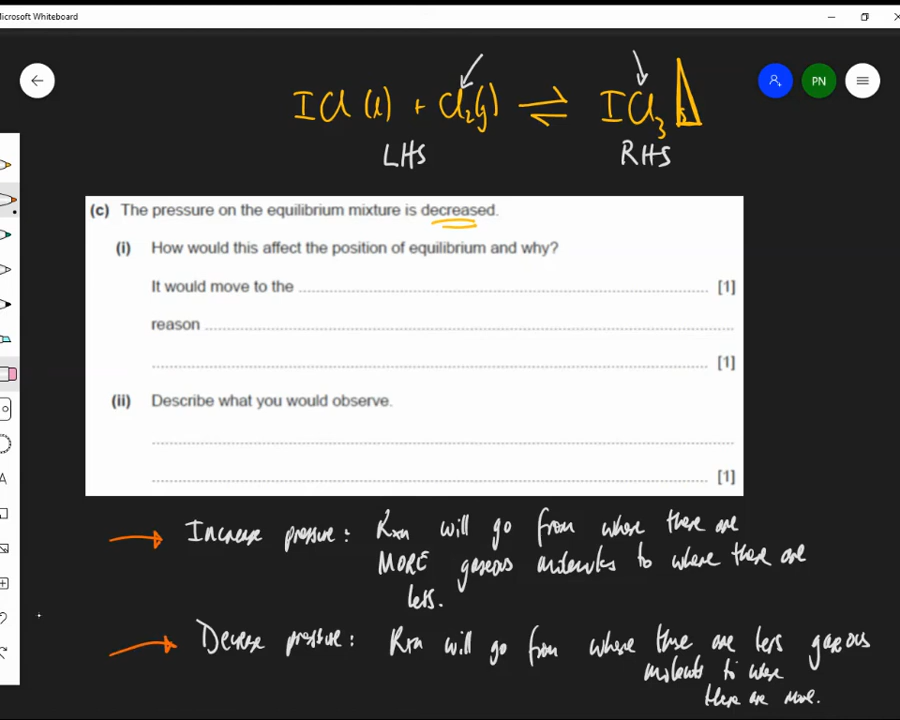 Microsoft Whiteboard
ICl (l) + Cl2(g) ⇌ ICl3
LHS RHS
PN
(c) The pressure on the equilibrium mixture is decreased.
(i) How would this affect the position of equilibrium and why?
It would move to the ........ [1]
reason ........
........ [1]
(ii) Describe what you would observe.
........ [1]
Increase pressure : Rxn will go from where there are
MORE gaseous molecules to where there are
less.
Decrease pressure : Rxn will go from where there are less gaseous
molecules to where
there are more.